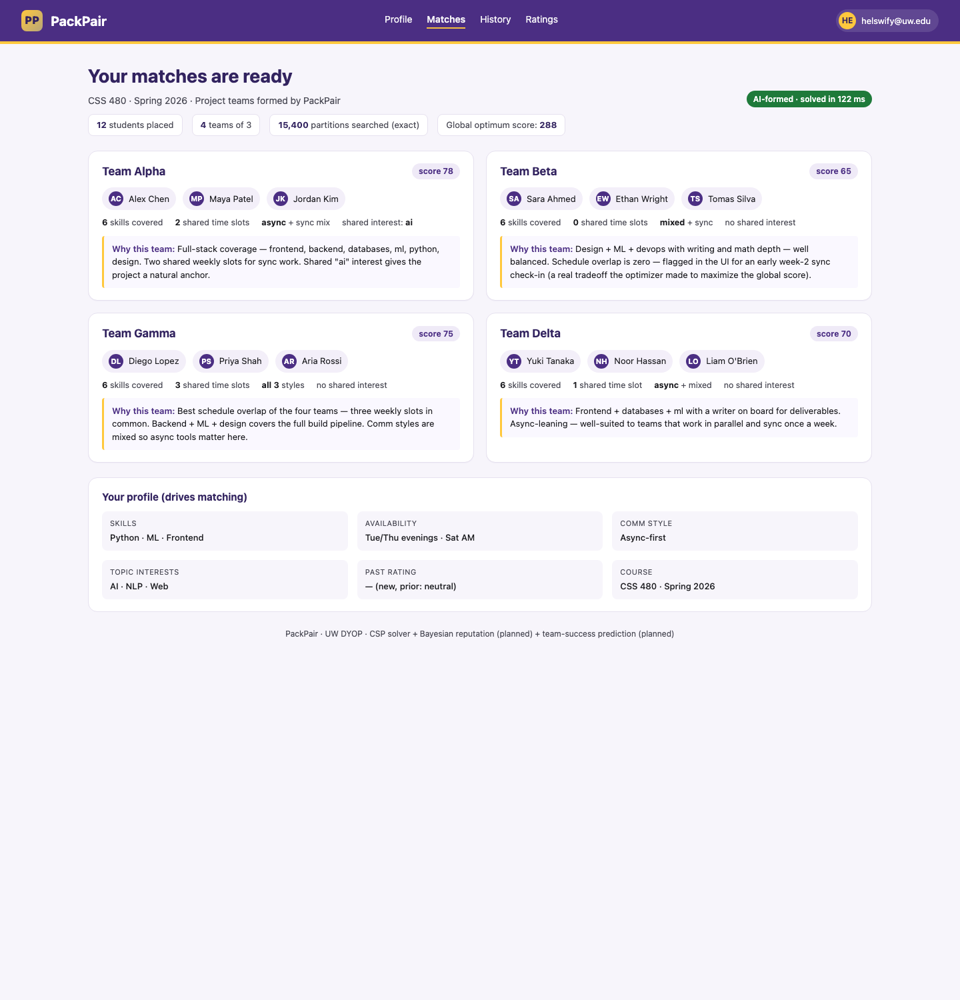 PP PackPair
Profile Matches History Ratings
HE helswify@uw.edu
Your matches are ready
CSS 480 · Spring 2026 · Project teams formed by PackPair
AI-formed · solved in 122 ms
12 students placed
4 teams of 3
15,400 partitions searched (exact)
Global optimum score: 288
Team Alpha
score 78
AC Alex Chen MP Maya Patel JK Jordan Kim
6 skills covered 2 shared time slots async + sync mix shared interest: ai
Why this team: Full-stack coverage — frontend, backend, databases, ml, python,
design. Two shared weekly slots for sync work. Shared "ai" interest gives the
project a natural anchor.
Team Beta
score 65
SA Sara Ahmed EW Ethan Wright TS Tomas Silva
6 skills covered 0 shared time slots mixed + sync no shared interest
Why this team: Design + ML + devops with writing and math depth — well
balanced. Schedule overlap is zero — flagged in the UI for an early week-2 sync
check-in (a real tradeoff the optimizer made to maximize the global score).
Team Gamma
score 75
DL Diego Lopez PS Priya Shah AR Aria Rossi
6 skills covered 3 shared time slots all 3 styles no shared interest
Why this team: Best schedule overlap of the four teams — three weekly slots in
common. Backend + ML + design covers the full build pipeline. Comm styles are
mixed so async tools matter here.
Team Delta
score 70
YT Yuki Tanaka NH Noor Hassan LO Liam O'Brien
6 skills covered 1 shared time slot async + mixed no shared interest
Why this team: Frontend + databases + ml with a writer on board for deliverables.
Async-leaning — well-suited to teams that work in parallel and sync once a week.
Your profile (drives matching)
SKILLS
Python · ML · Frontend
AVAILABILITY
Tue/Thu evenings · Sat AM
COMM STYLE
Async-first
TOPIC INTERESTS
AI · NLP · Web
PAST RATING
— (new, prior: neutral)
COURSE
CSS 480 · Spring 2026
PackPair · UW DYOP · CSP solver + Bayesian reputation (planned) + team-success prediction (planned)